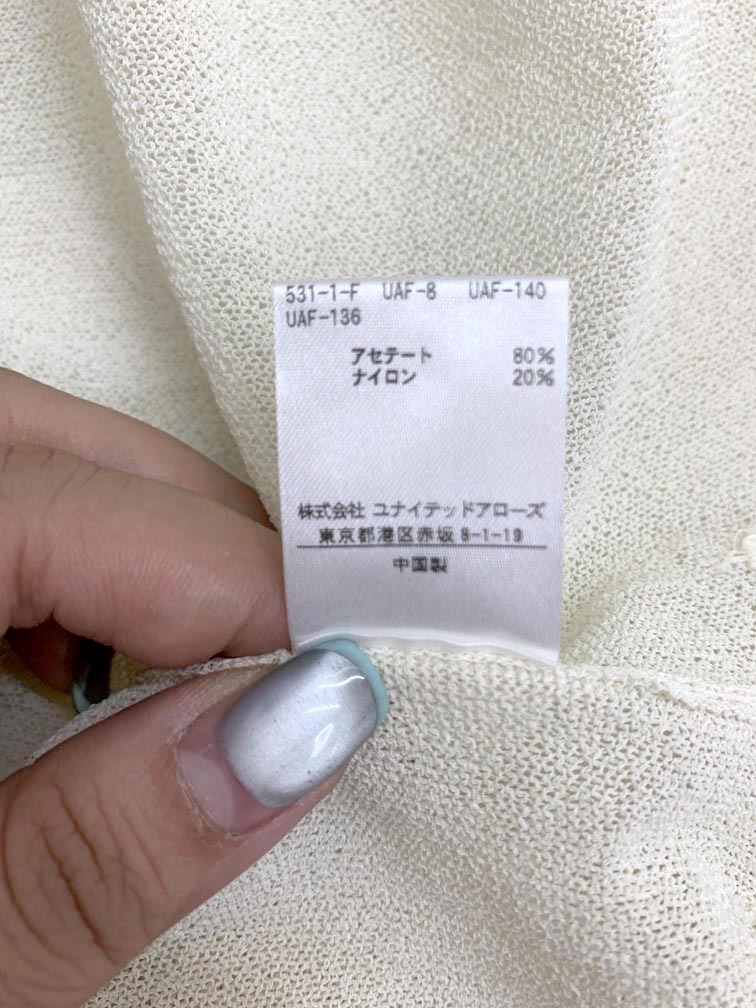 531-1-F UAF-8 UAF-140
UAF-136
アセテート 80%
ナイロン 20%
株式会社 ユナイテッドアローズ
東京都港区赤坂 8-1-19
中国製